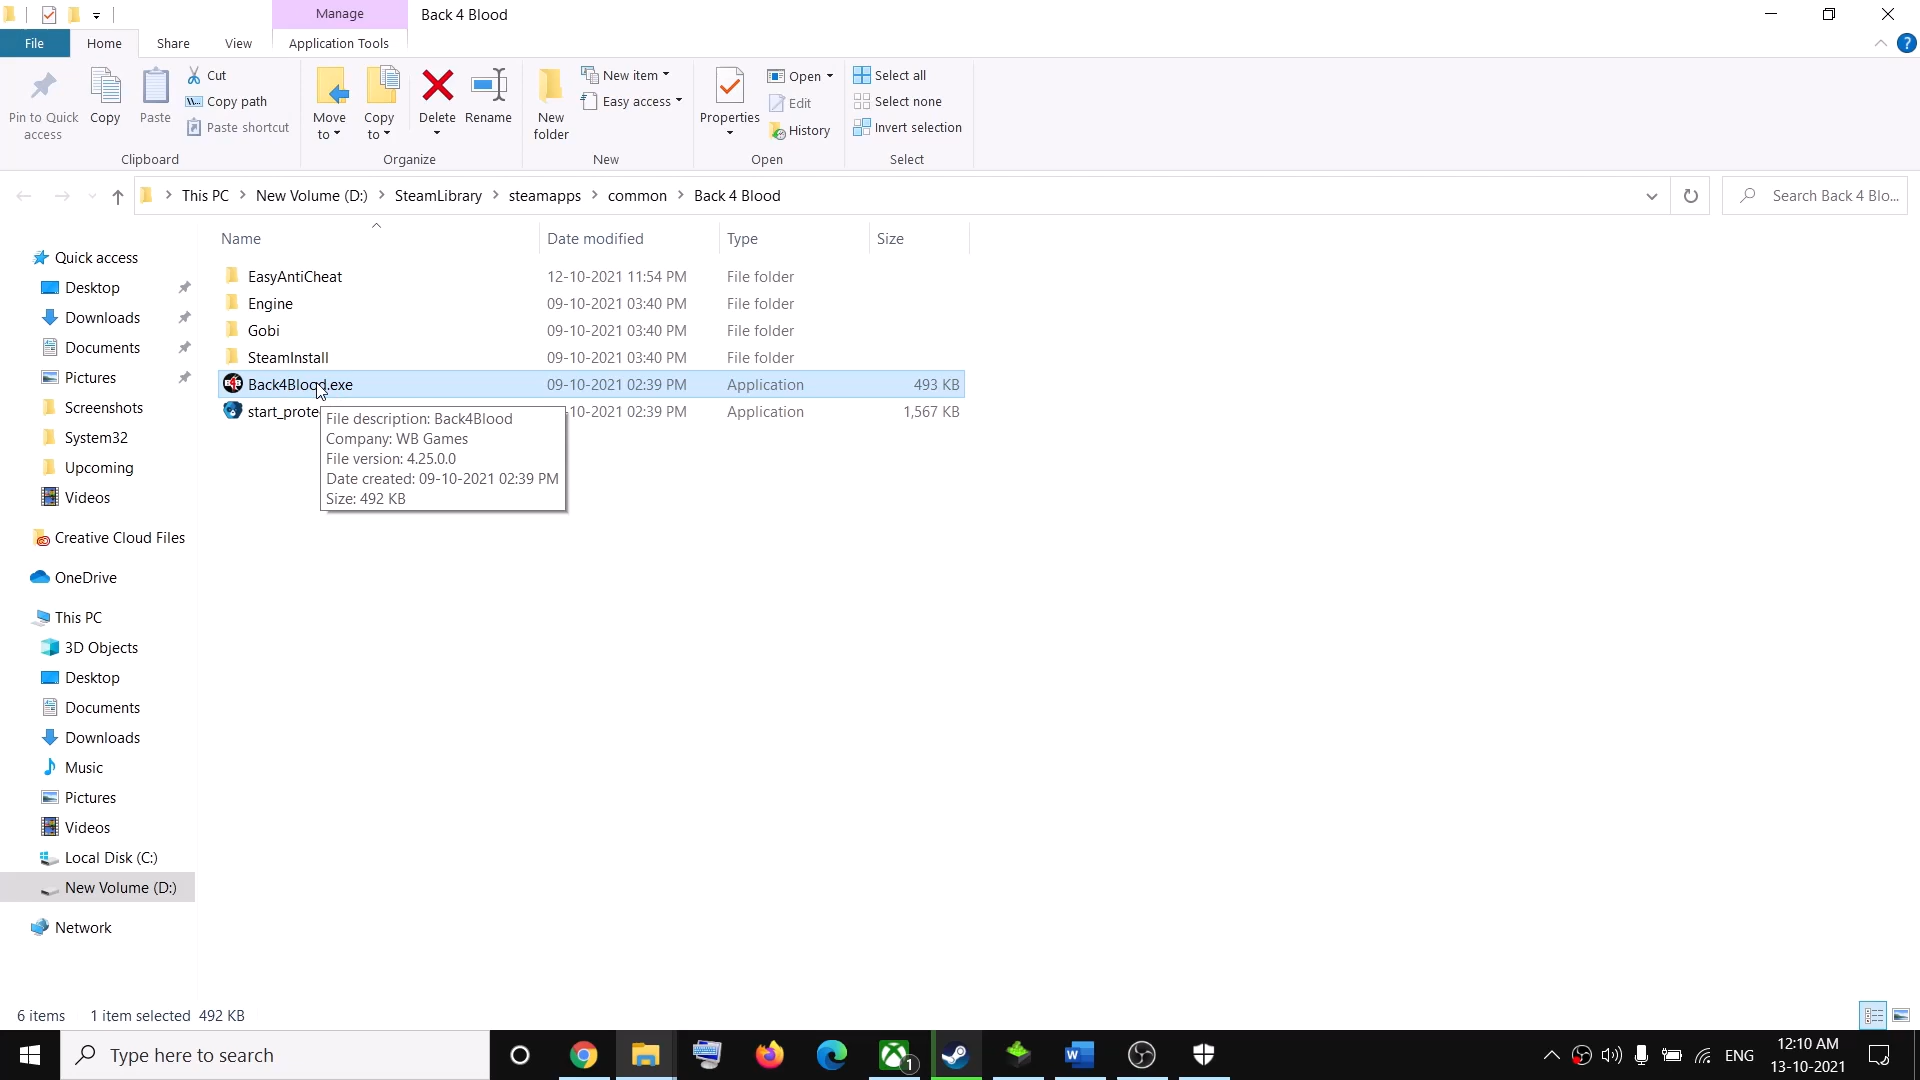 Manage
Back 4 Blood
File
Home
Share
View
Application Tools
Pin to Quick access
Copy
Paste
Cut
Copy path
Paste shortcut
Clipboard
Move to
Copy to
Delete
Rename
Organize
New folder
New item
Easy access
New
Properties
Open
Edit
History
Open
Select all
Select none
Invert selection
Select
This PC
New Volume (D:)
SteamLibrary
steamapps
common
Back 4 Blood
Search Back 4 Blo...
Name
Date modified
Type
Size
EasyAntiCheat 12-10-2021 11:54 PM File folder
Engine 09-10-2021 03:40 PM File folder
Gobi 09-10-2021 03:40 PM File folder
SteamInstall 09-10-2021 03:40 PM File folder
Back4Blood.exe 09-10-2021 02:39 PM Application 493 KB
start_prote -10-2021 02:39 PM Application 1,567 KB
File description: Back4Blood
Company: WB Games
File version: 4.25.0.0
Date created: 09-10-2021 02:39 PM
Size: 492 KB
Quick access
Desktop
Downloads
Documents
Pictures
Screenshots
System32
Upcoming
Videos
Creative Cloud Files
OneDrive
This PC
3D Objects
Desktop
Documents
Downloads
Music
Pictures
Videos
Local Disk (C:)
New Volume (D:)
Network
6 items 1 item selected 492 KB
Type here to search
1
ENG
12:10 AM
13-10-2021